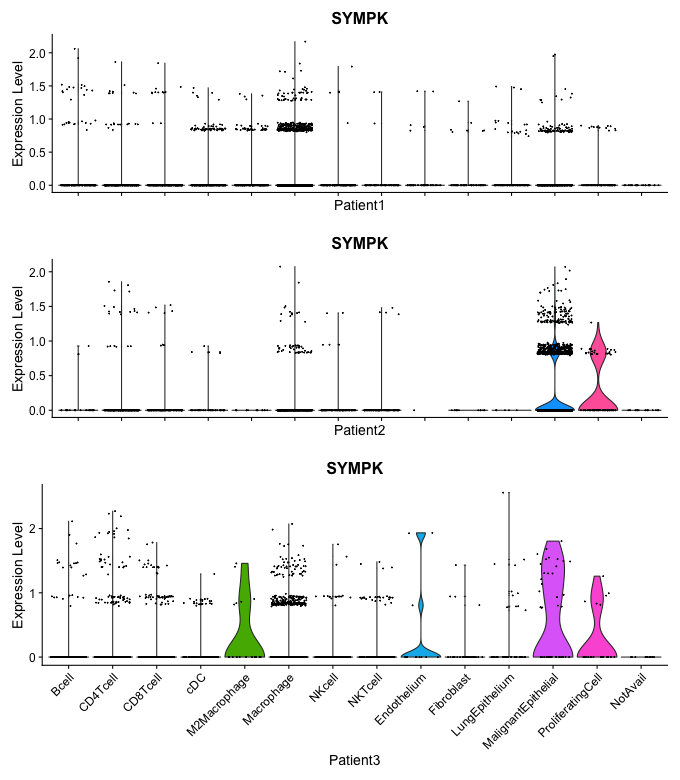 SYMPK
Expression Level
2.0
1.5
1.0
0.5
0.0
Patient1
SYMPK
Expression Level
2.0
1.5
1.0
0.5
0.0
Patient2
SYMPK
Expression Level
2
1
0
Bcell
CD4Tcell
CD8Tcell
cDC
M2Macrophage
Macrophage
NKcell
NKTcell
Endothelium
Fibroblast
LungEpithelium
MalignantEpithelial
ProliferatingCell
NotAvail
Patient3